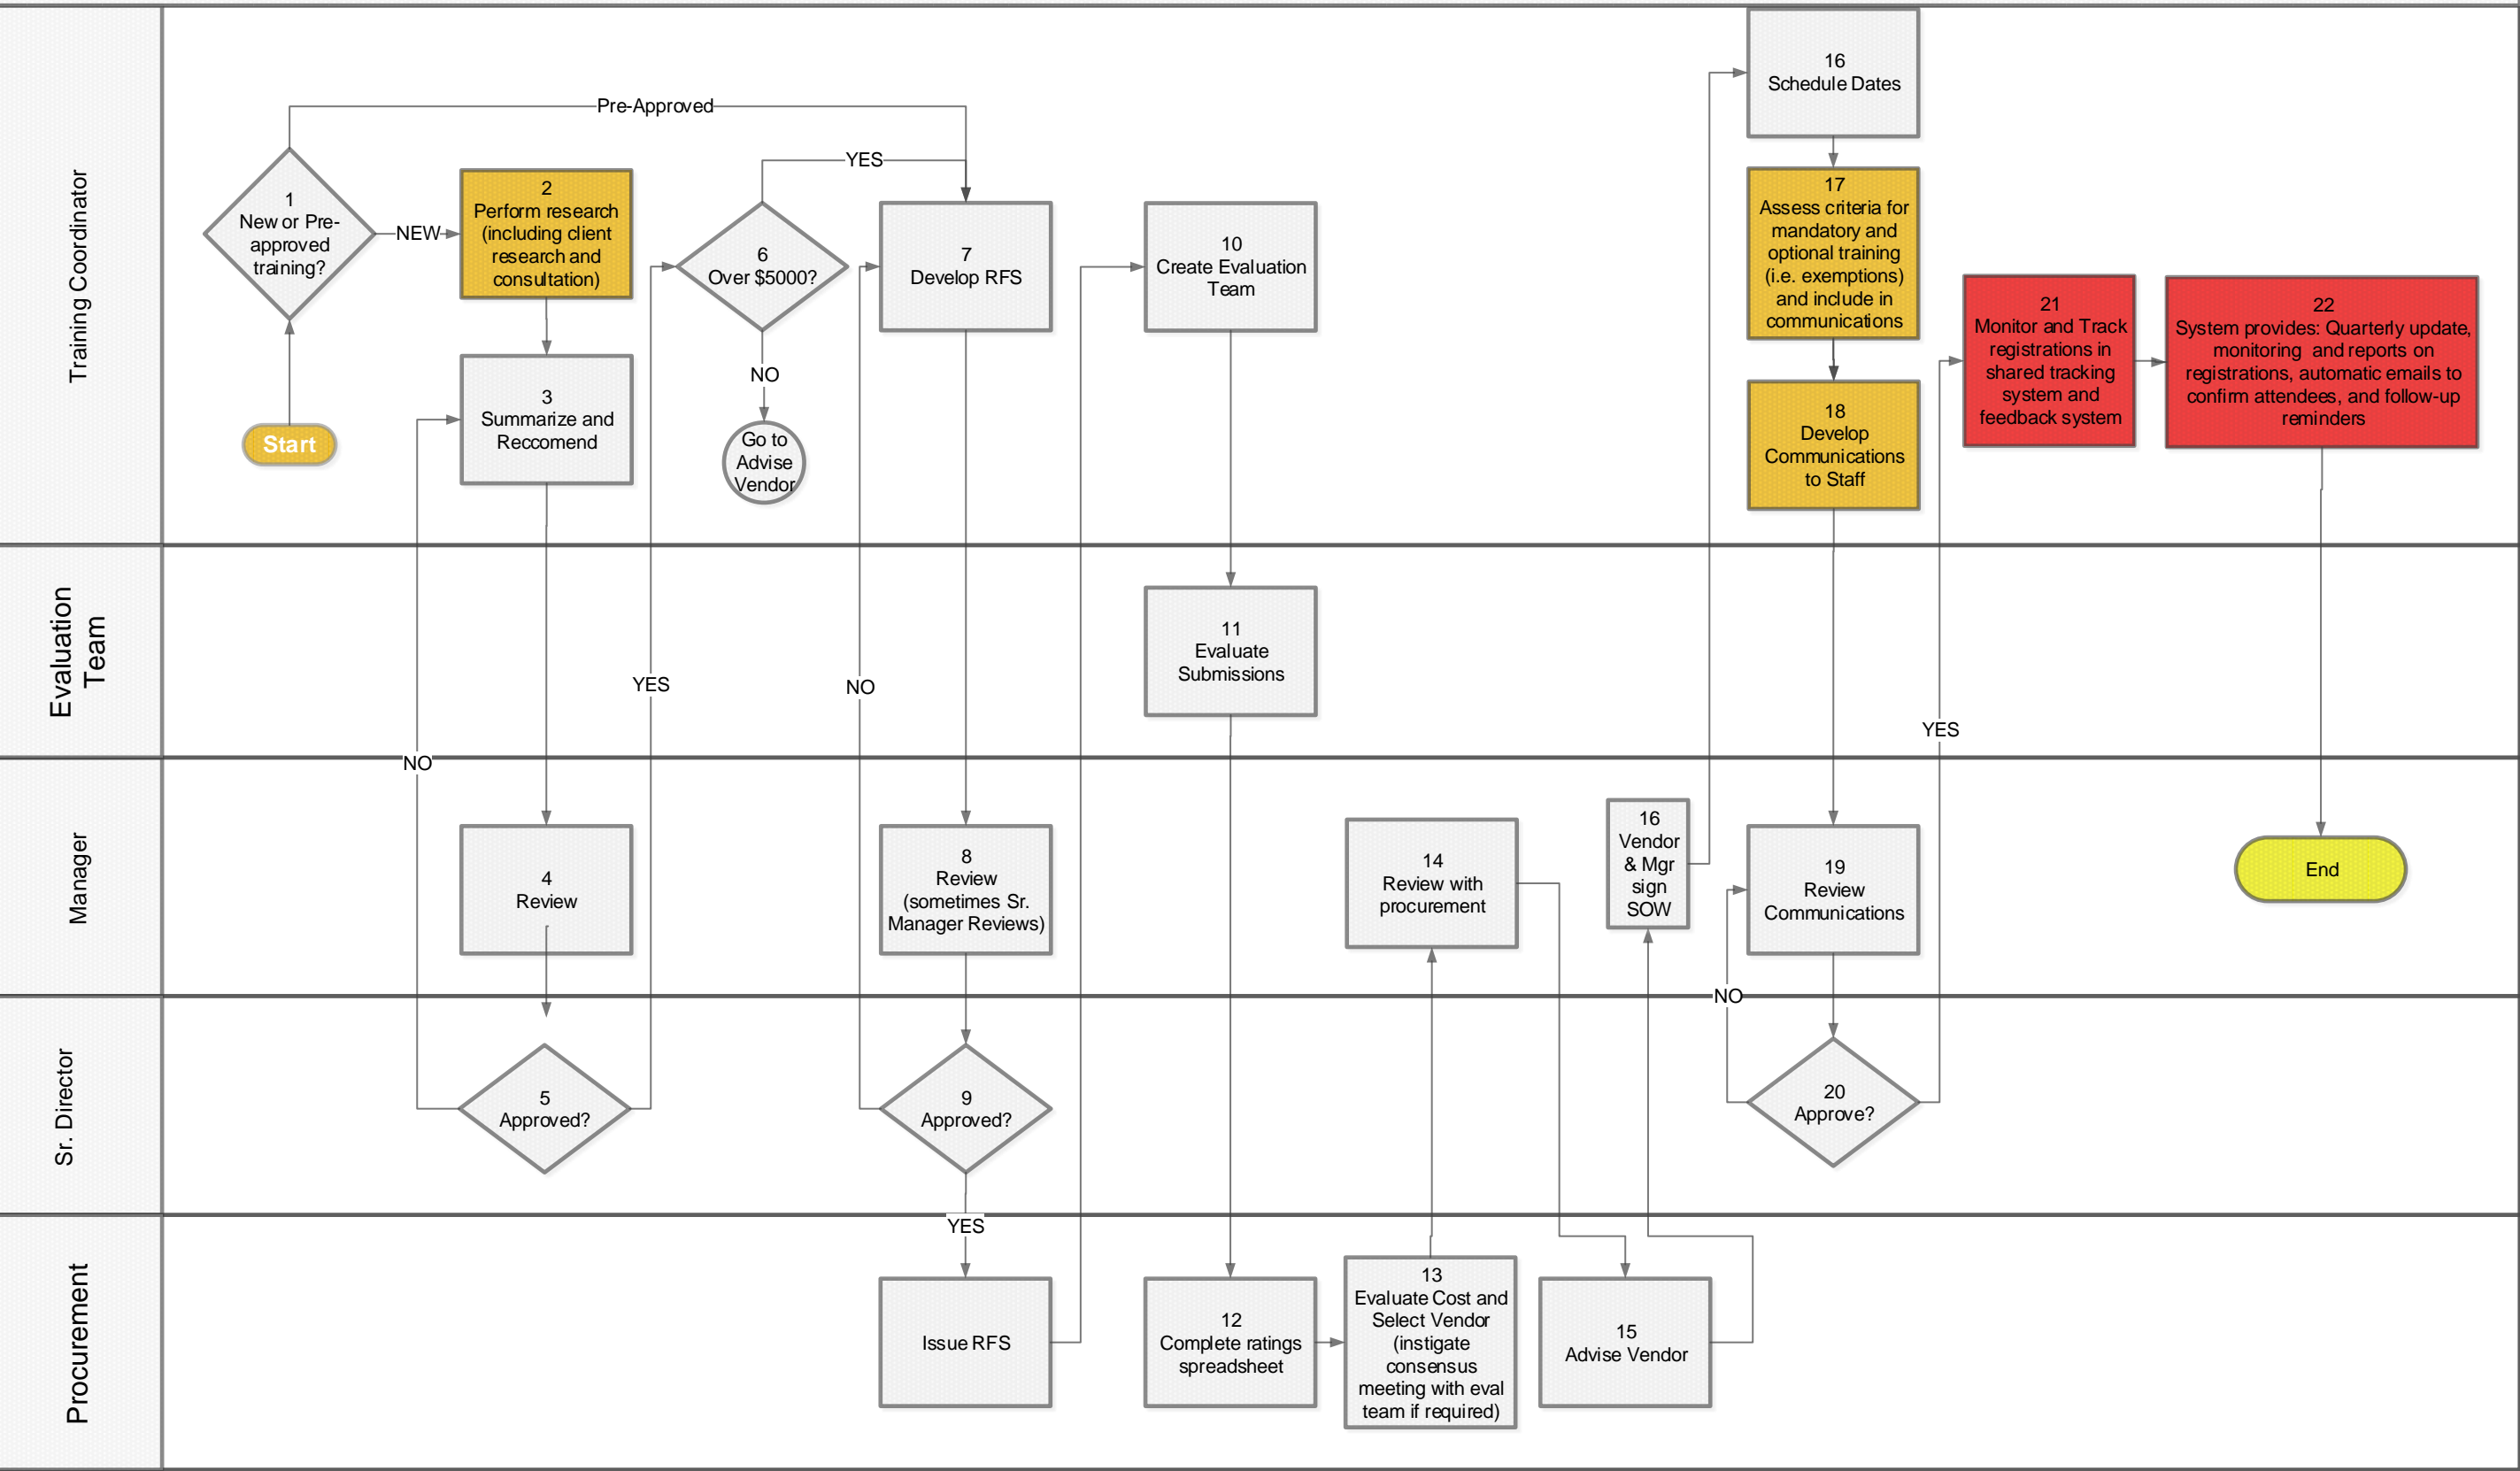 Training Coordinator
Pre-Approved
1
New or Pre-
approved
training?
NEW
Start
2
Perform research
(including client
research and
consultation)
3
Summarize and
Reccomend
YES
6
Over $5000?
NO
Go to
Advise
Vendor
7
Develop RFS
10
Create Evaluation
Team
16
Schedule Dates
17
Assess criteria for
mandatory and
optional training
(i.e. exemptions)
and include in
communications
18
Develop
Communications
to Staff
21
Monitor and Track
registrations in
shared tracking
system and
feedback system
22
System provides: Quarterly update,
monitoring and reports on
registrations, automatic emails to
confirm attendees, and follow-up
reminders
Evaluation
Team
YES
NO
11
Evaluate
Submissions
YES
Manager
NO
4
Review
8
Review
(sometimes Sr.
Manager Reviews)
14
Review with
procurement
16
Vendor
& Mgr
sign
SOW
19
Review
Communications
End
Sr. Director
NO
5
Approved?
9
Approved?
20
Approve?
Procurement
YES
Issue RFS
12
Complete ratings
spreadsheet
13
Evaluate Cost and
Select Vendor
(instigate
consensus
meeting with eval
team if required)
15
Advise Vendor